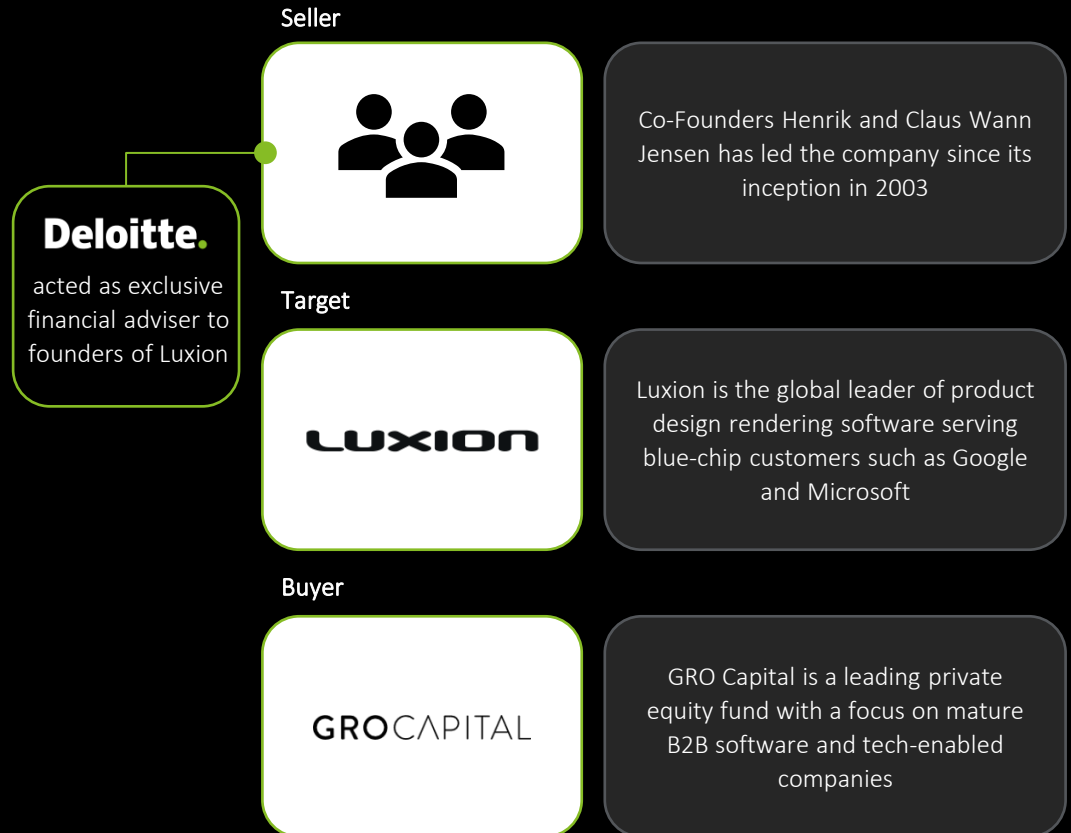 Seller
Co-Founders Henrik and Claus Wann
Jensen has led the company since its
inception in 2003
Deloitte.
acted as exclusive
financial adviser to
founders of Luxion
Target
LUXION
Luxion is the global leader of product
design rendering software serving
blue-chip customers such as Google
and Microsoft
Buyer
GROCAPITAL
GRO Capital is a leading private
equity fund with a focus on mature
B2B software and tech-enabled
companies